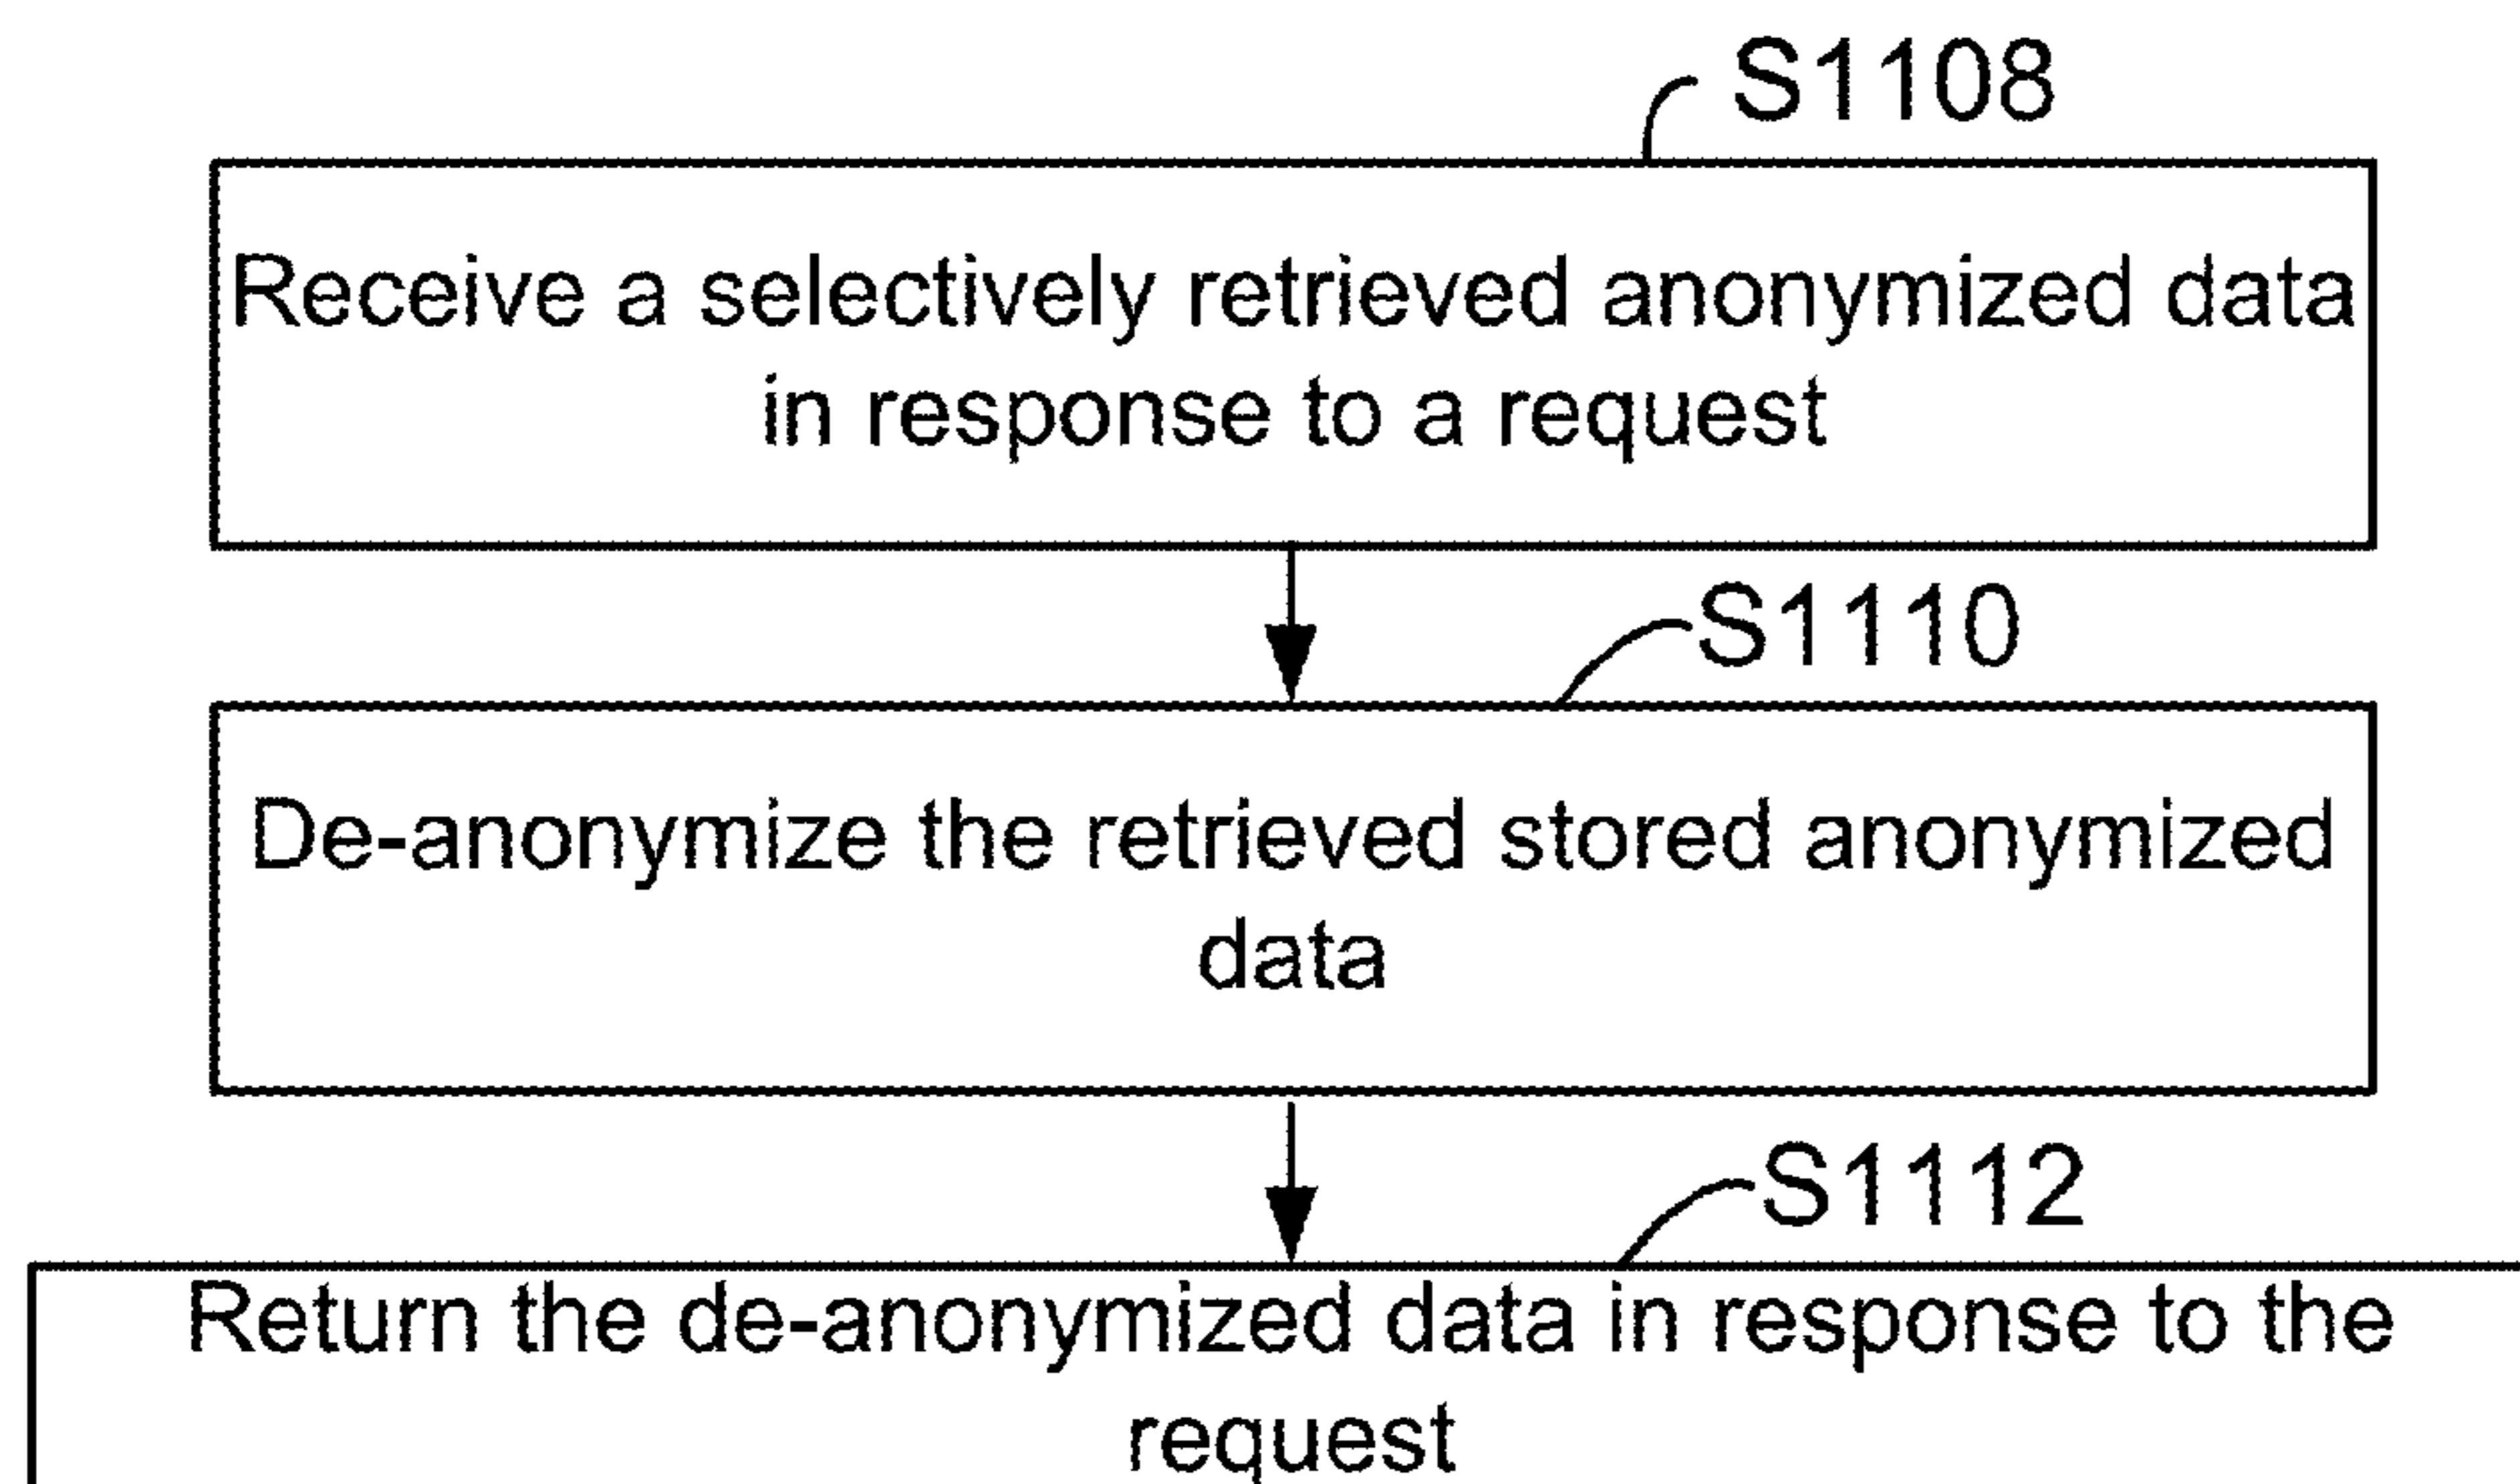 S1108
Receive a selectively retrieved anonymized data
in response to a request
S1110
De-anonymize the retrieved stored anonymized
data
S1112
Return the de-anonymized data in response to the
request